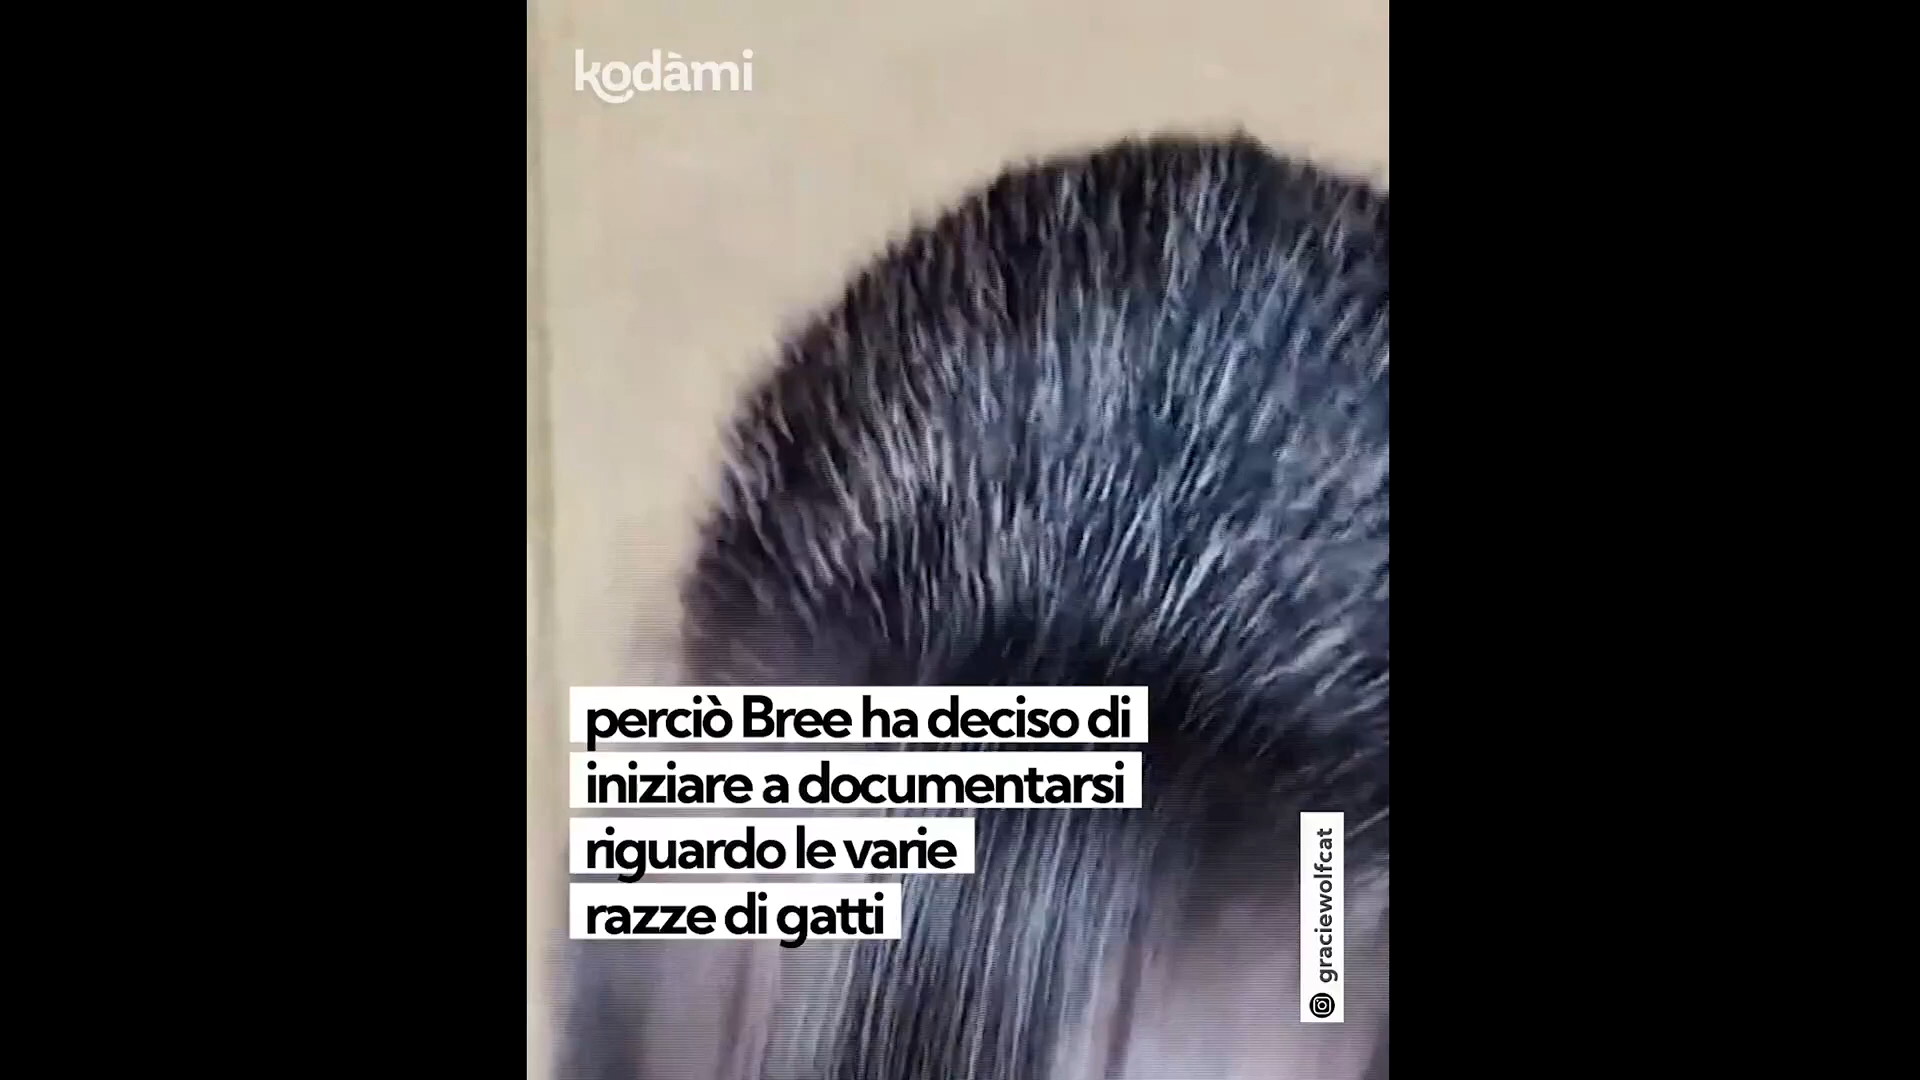 kodàmi
perciò Bree ha deciso di
iniziare a documentarsi
riguardo le varie
razze di gatti
graciewolfcat